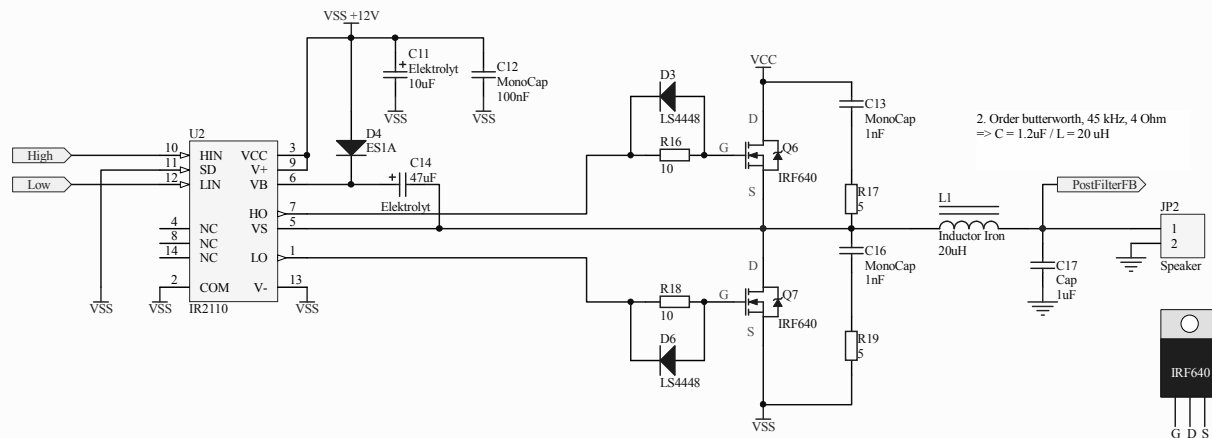 VSS +12V
C11
Elektrolyt
10uF
VSS
C12
MonoCap
100nF
VSS
D4
ES1A
C14
47uF
Elektrolyt
U2
High
Low
10
11
12
HIN
SD
LIN
VCC
V+
VB
3
9
6
HO
VS
LO
7
5
1
4
8
14
NC
NC
NC
2
COM
V-
13
VSS
VSS
VSS
IR2110
D3
LS4448
R16
10
VCC
D
G
S
Q6
IRF640
C13
MonoCap
1nF
R17
5
R18
10
D6
LS4448
D
G
S
Q7
IRF640
C16
MonoCap
1nF
R19
5
VSS
2. Order butterworth, 45 kHz, 4 Ohm
=> C = 1.2uF / L = 20 uH
PostFilterFB
L1
Inductor Iron
20uH
C17
Cap
1uF
JP2
1
2
Speaker
IRF640
G D S